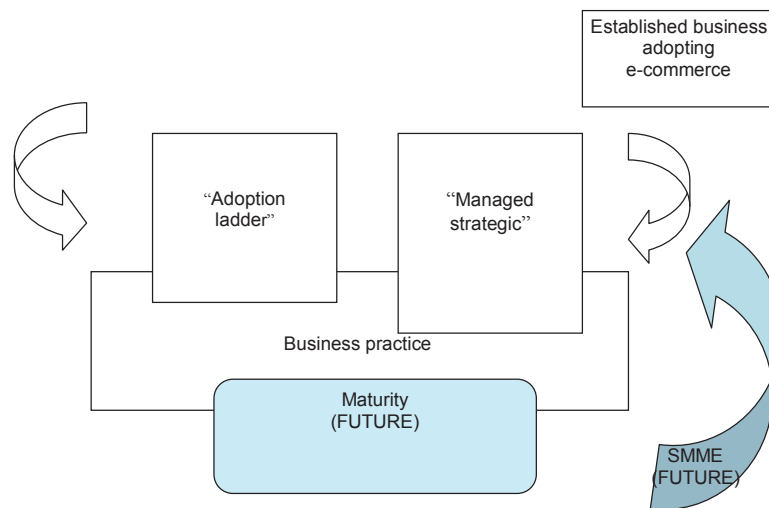 Established business
adopting
e-commerce
“Adoption
ladder”
“Managed
strategic”
Business practice
Maturity
(FUTURE)
SMME
(FUTURE)